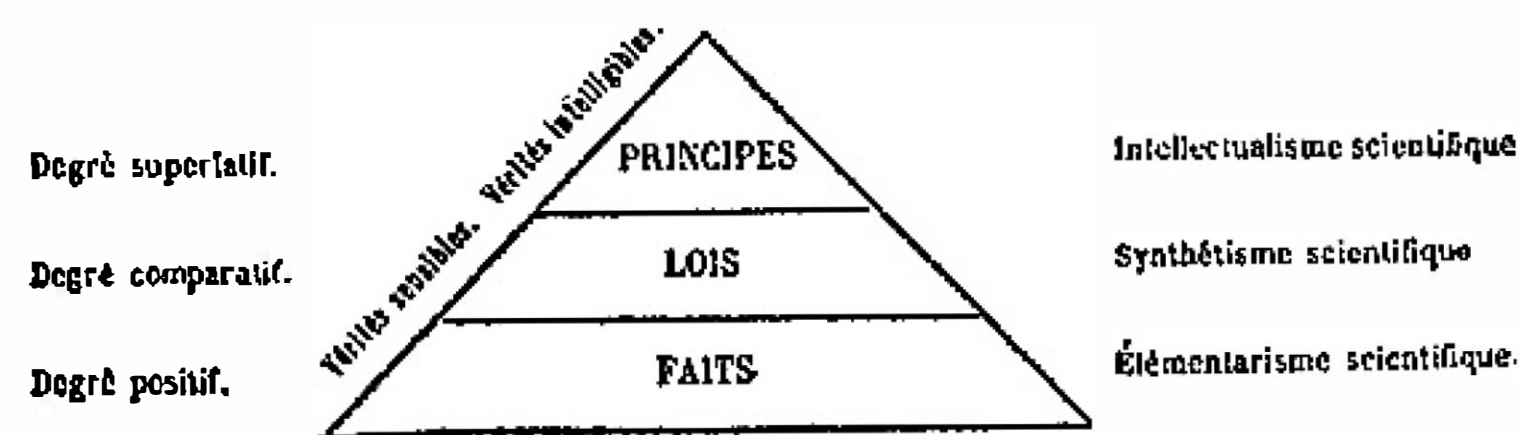 Vérités sensibles. Vérités intelligibles.
Degré superlatif.
PRINCIPES
Intellectualisme scientifique
Degré comparatif.
LOIS
Synthétisme scientifique
Degré positif.
FAITS
Élémentarisme scientifique.